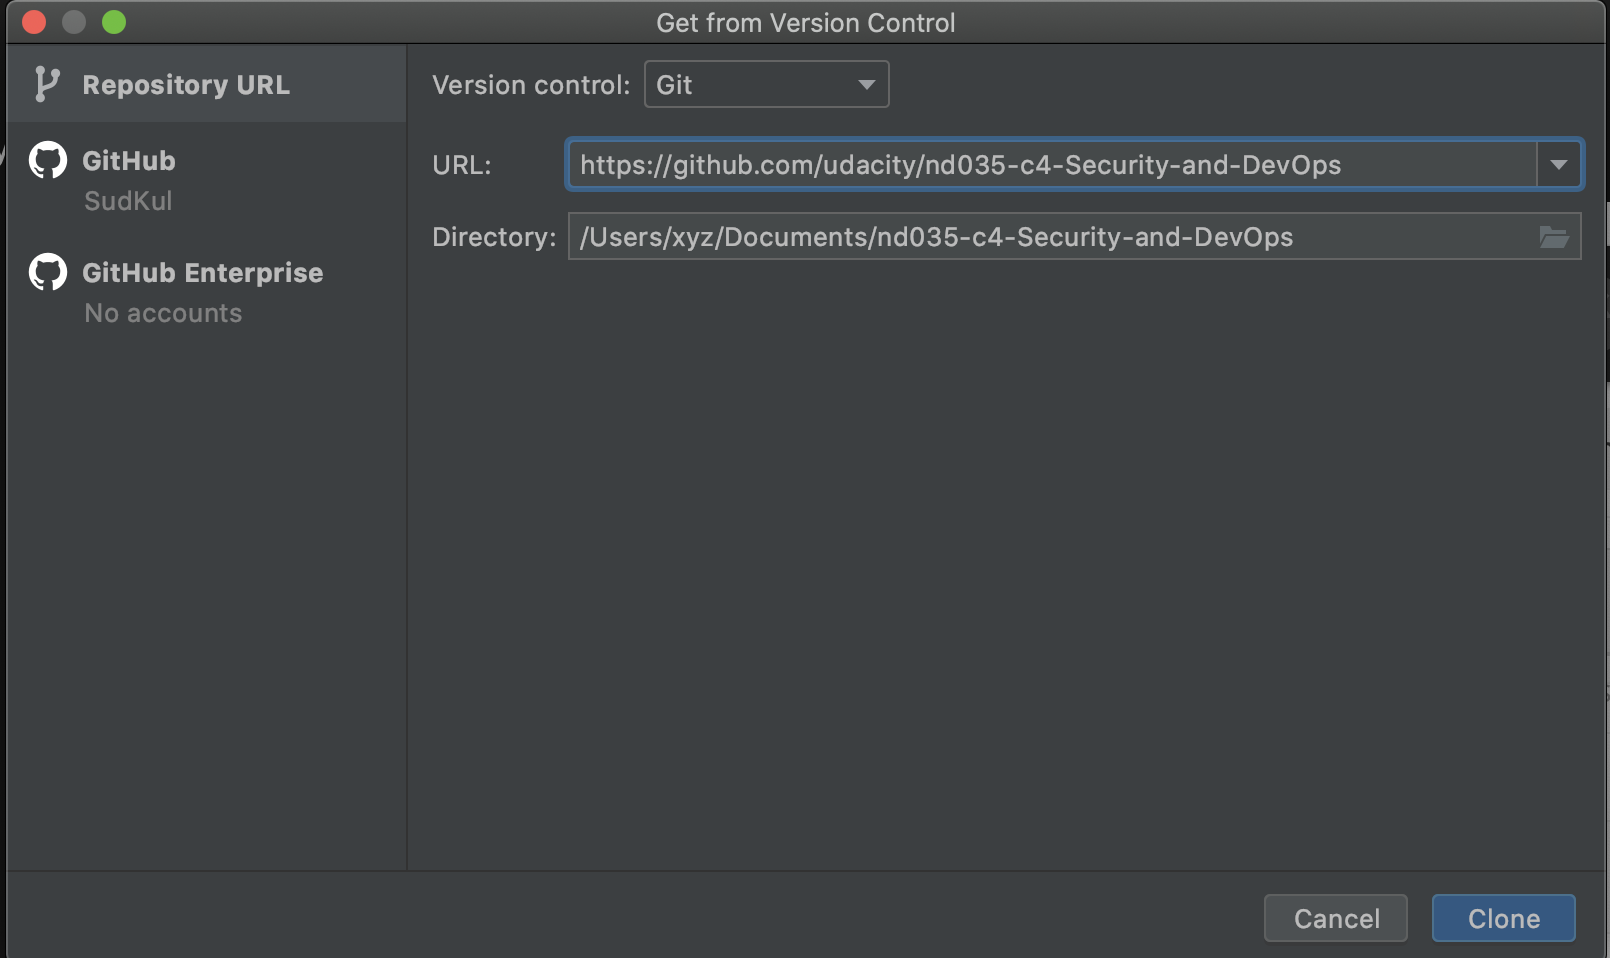 Get from Version Control
Repository URL
GitHub
SudKul
GitHub Enterprise
No accounts
Version control: Git
URL: https://github.com/udacity/nd035-c4-Security-and-DevOps
Directory: /Users/xyz/Documents/nd035-c4-Security-and-DevOps
Cancel Clone